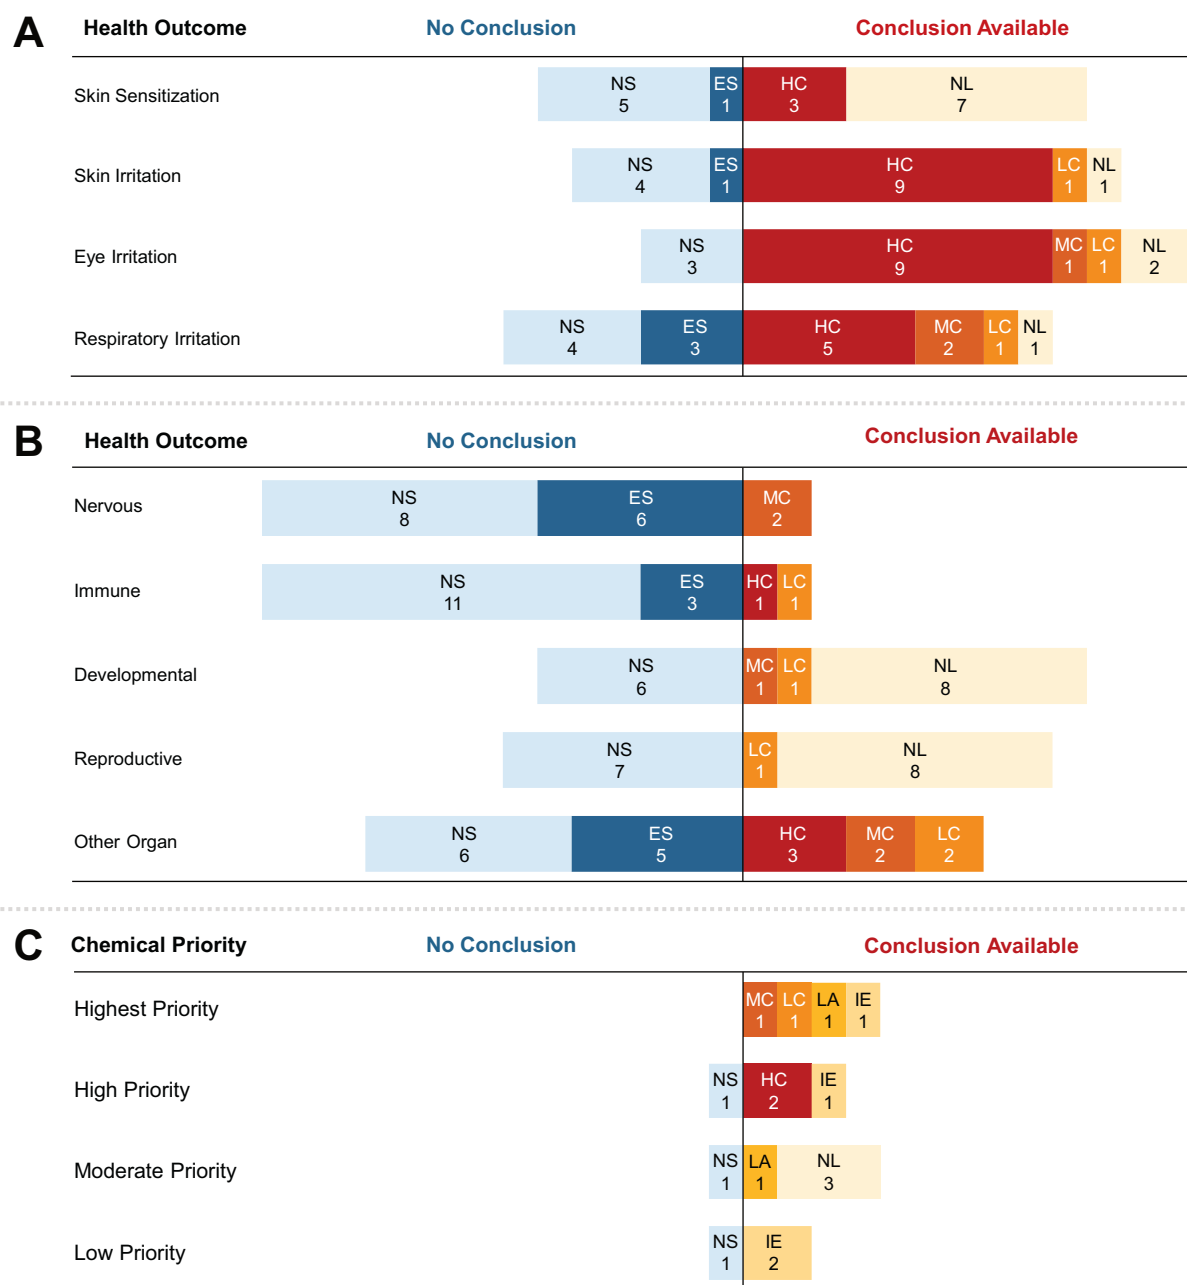 A Health Outcome No Conclusion Conclusion Available
Skin Sensitization NS ES HC NL
5 1 3 7
Skin Irritation NS ES HC LC NL
4 1 9 1 1
Eye Irritation NS HC MC LC NL
3 9 1 1 2
Respiratory Irritation NS ES HC MC LC NL
4 3 5 2 1 1
B Health Outcome No Conclusion Conclusion Available
Nervous NS ES MC
8 6 2
Immune NS ES HC LC
11 3 1 1
Developmental NS MC LC NL
6 1 1 8
Reproductive NS LC NL
7 1 8
Other Organ NS ES HC MC LC
6 5 3 2 2
C Chemical Priority No Conclusion Conclusion Available
Highest Priority MC LC LA IE
1 1 1 1
High Priority NS HC IE
1 2 1
Moderate Priority NS LA NL
1 1 3
Low Priority NS IE
1 2